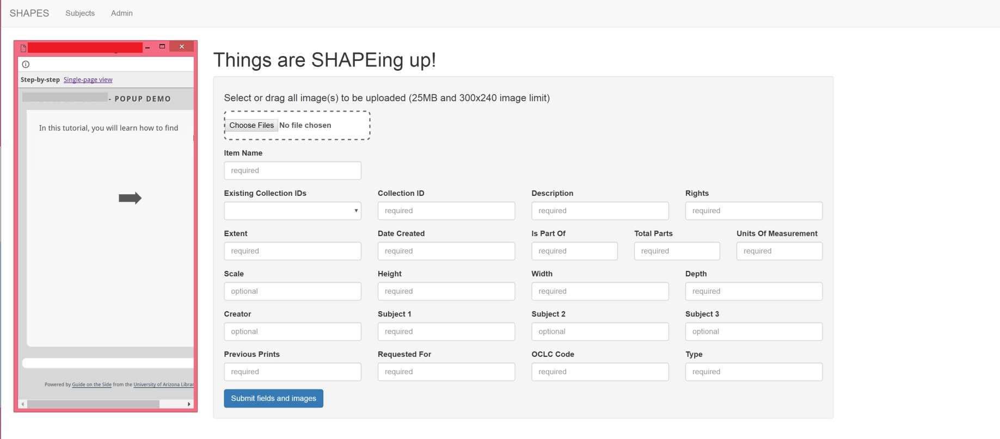 SHAPES Subjects Admin
Step-by-step Single-page view
- POPUP DEMO
In this tutorial, you will learn how to find
Powered by Guide on the Side from the University of Arizona Librar
Things are SHAPEing up!
Select or drag all image(s) to be uploaded (25MB and 300x240 image limit)
Choose Files No file chosen
Item Name
required
Existing Collection IDs Collection ID Description Rights
required required required
Extent Date Created Is Part Of Total Parts Units Of Measurement
required required required required required
Scale Height Width Depth
optional required required required
Creator Subject 1 Subject 2 Subject 3
optional required optional optional
Previous Prints Requested For OCLC Code Type
required required required required
Submit fields and images